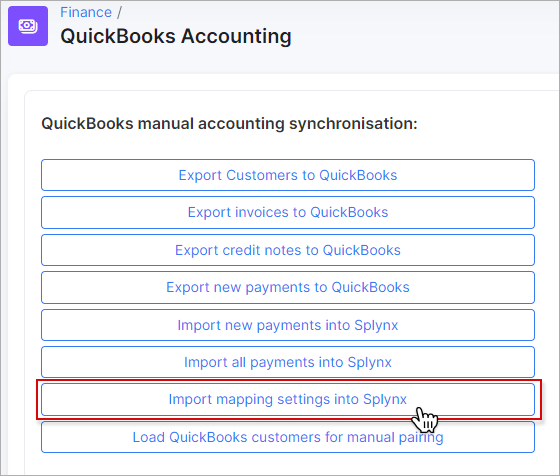 Finance /
QuickBooks Accounting
QuickBooks manual accounting synchronisation:
Export Customers to QuickBooks
Export invoices to QuickBooks
Export credit notes to QuickBooks
Export new payments to QuickBooks
Import new payments into Splynx
Import all payments into Splynx
Import mapping settings into Splynx
Load QuickBooks customers for manual pairing